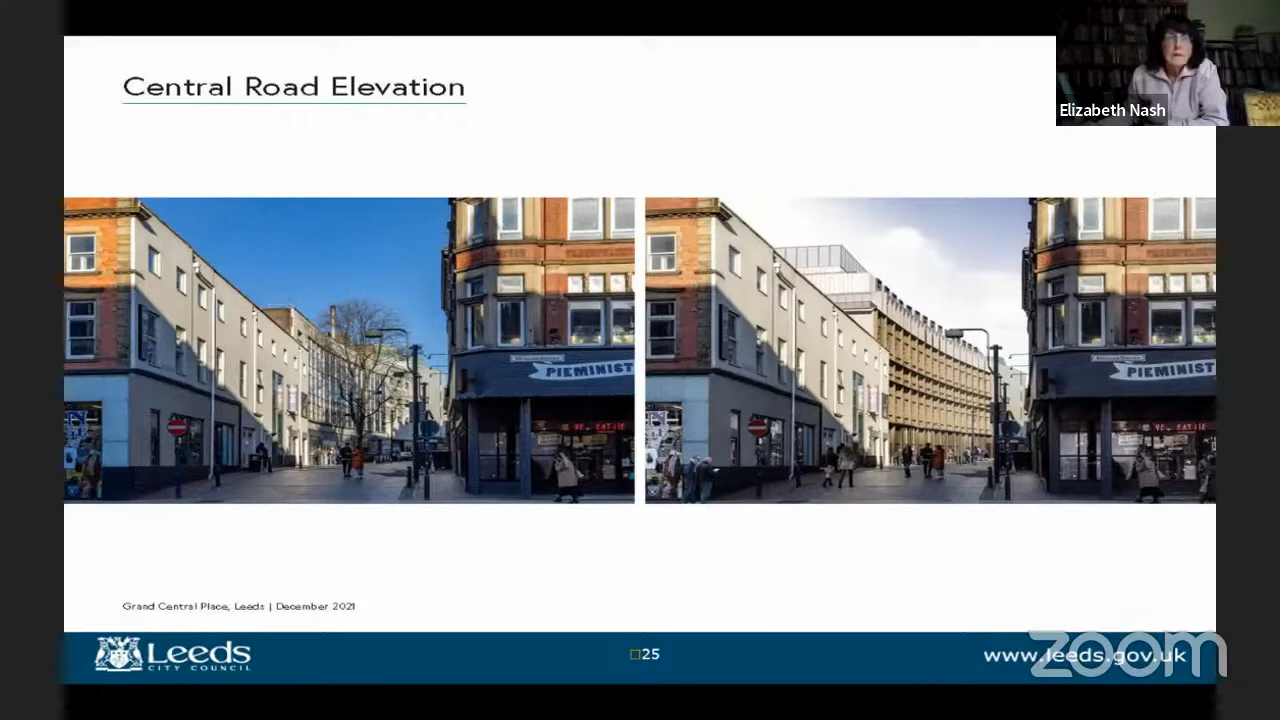 Central Road Elevation
Elizabeth Nash
PIEMINIST
PIEMINIST
Grand Central Place, Leeds | December 2021
Leeds
CITY COUNCIL
25
www.leeds.gov.uk
zoom